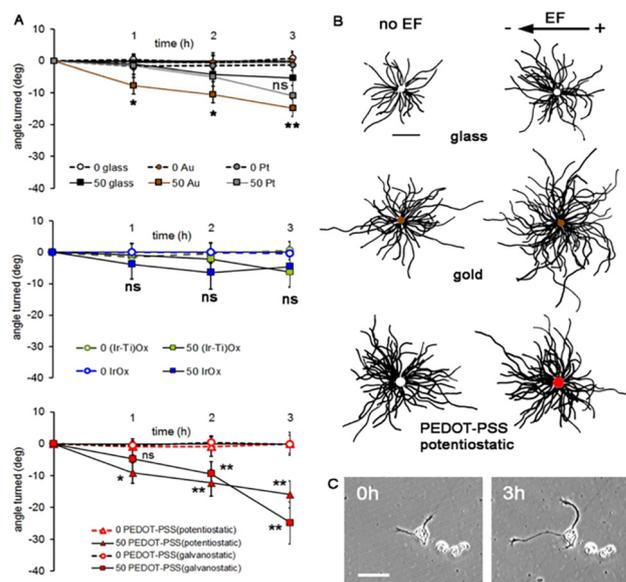 A
10
0
-10
-20
-30
-40
angle turned (deg)
time (h)
1 2 3
ns
* * **
0 glass 0 Au 0 Pt
50 glass 50 Au 50 Pt
10
0
-10
-20
-30
-40
angle turned (deg)
time (h)
1 2 3
ns ns ns
0 (Ir-Ti)Ox 50 (Ir-Ti)Ox
0 IrOx 50 IrOx
10
0
-10
-20
-30
-40
angle turned (deg)
time (h)
1 2 3
ns ** **
* ** **
0 PEDOT-PSS(potentiostatic)
50 PEDOT-PSS(potentiostatic)
0 PEDOT-PSS(galvanostatic)
50 PEDOT-PSS(galvanostatic)
B
no EF - EF +
glass
gold
PEDOT-PSS
potentiostatic
C
0h 3h